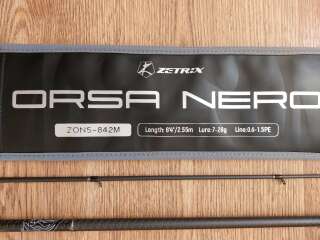 ZETRIX
ORSA NERO
ZONS-842M
Length: 8'4"/2.55m Lure:7-28g Line:0.6-1.5PE